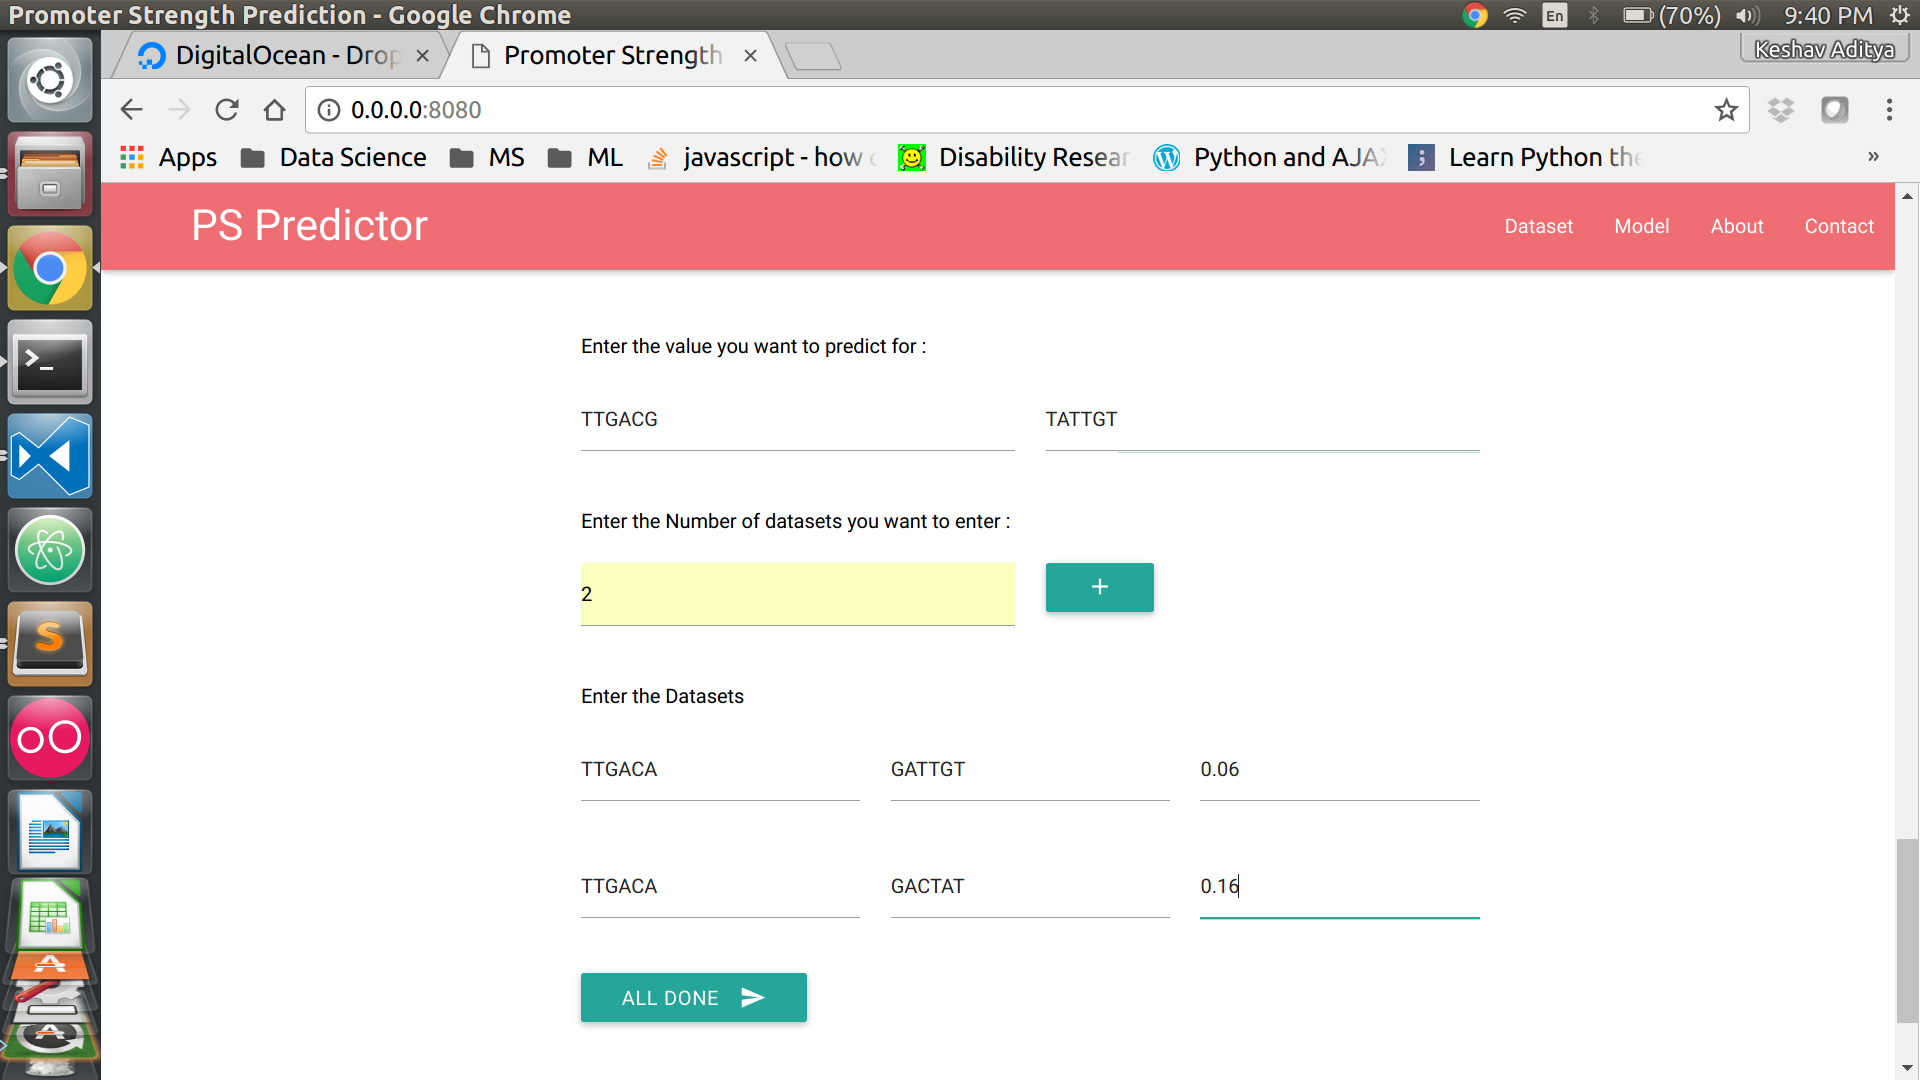 Promoter Strength Prediction - Google Chrome
En (70%) 9:40 PM
DigitalOcean - Drop Promoter Strength Keshav Aditya
0.0.0.0:8080
Apps Data Science MS ML javascript - how Disability Resear Python and AJA Learn Python the »
PS Predictor Dataset Model About Contact
Enter the value you want to predict for :
TTGACG TATTGT
Enter the Number of datasets you want to enter :
2 +
Enter the Datasets
TTGACA GATTGT 0.06
TTGACA GACTAT 0.16
ALL DONE